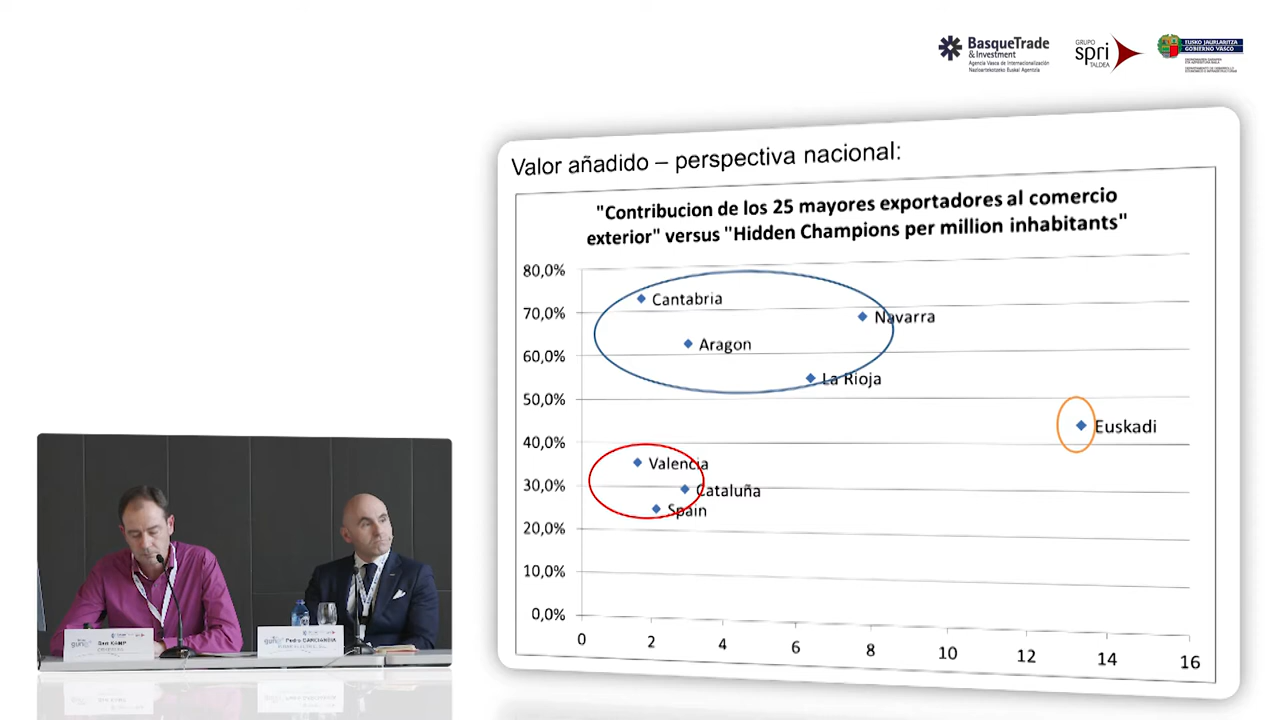 BasqueTrade
& Investment
Agencia Vasca de Internacionalización
Nazioartekotzeko Euskal Agentzia
GRUPO
spri
TALDEA
EUSKO JAURLARITZA
GOBIERNO VASCO
Valor añadido – perspectiva nacional:
"Contribucion de los 25 mayores exportadores al comercio
exterior" versus "Hidden Champions per million inhabitants"
80,0%
70,0%
60,0%
50,0%
40,0%
30,0%
20,0%
10,0%
0,0%
Cantabria
Navarra
Aragon
La Rioja
Euskadi
Valencia
Cataluña
Spain
0 2 4 6 8 10 12 14 16
KAMP
Pedro